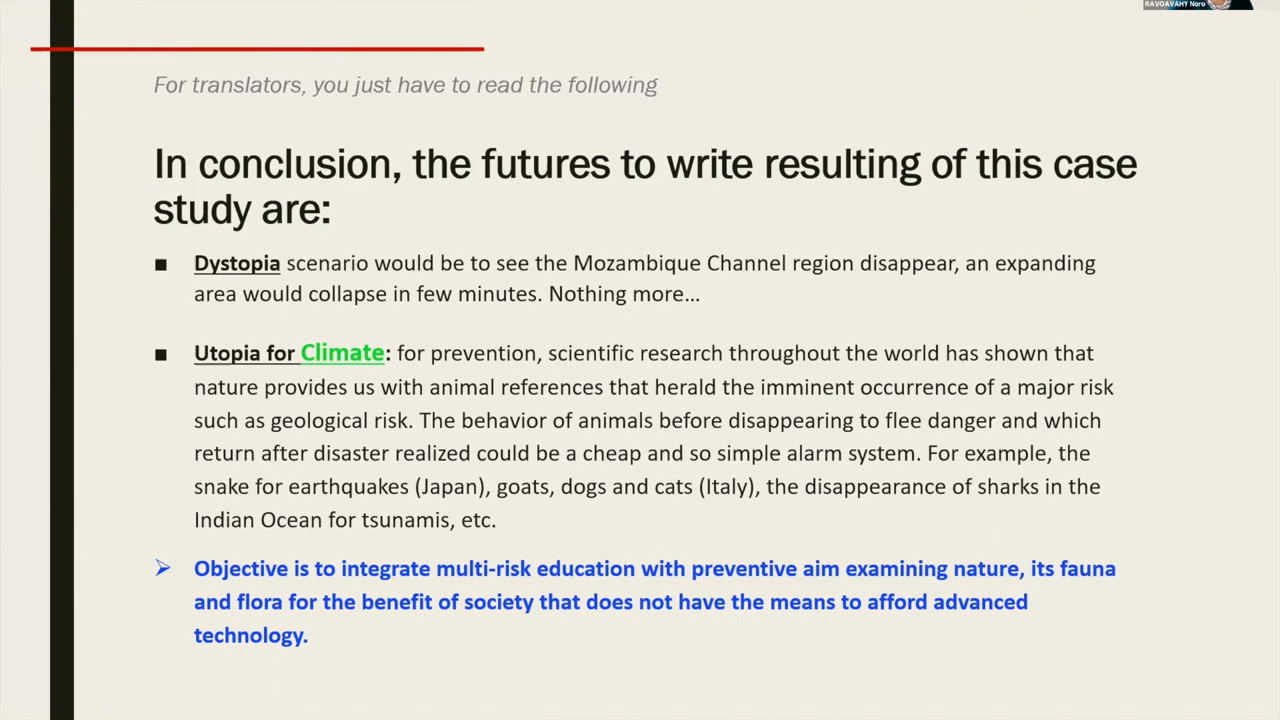 RAVOAVAHY Noro
For translators, you just have to read the following
In conclusion, the futures to write resulting of this case
study are:
■ Dystopia scenario would be to see the Mozambique Channel region disappear, an expanding
area would collapse in few minutes. Nothing more…
■ Utopia for Climate: for prevention, scientific research throughout the world has shown that
nature provides us with animal references that herald the imminent occurrence of a major risk
such as geological risk. The behavior of animals before disappearing to flee danger and which
return after disaster realized could be a cheap and so simple alarm system. For example, the
snake for earthquakes (Japan), goats, dogs and cats (Italy), the disappearance of sharks in the
Indian Ocean for tsunamis, etc.
➢ Objective is to integrate multi-risk education with preventive aim examining nature, its fauna
and flora for the benefit of society that does not have the means to afford advanced
technology.